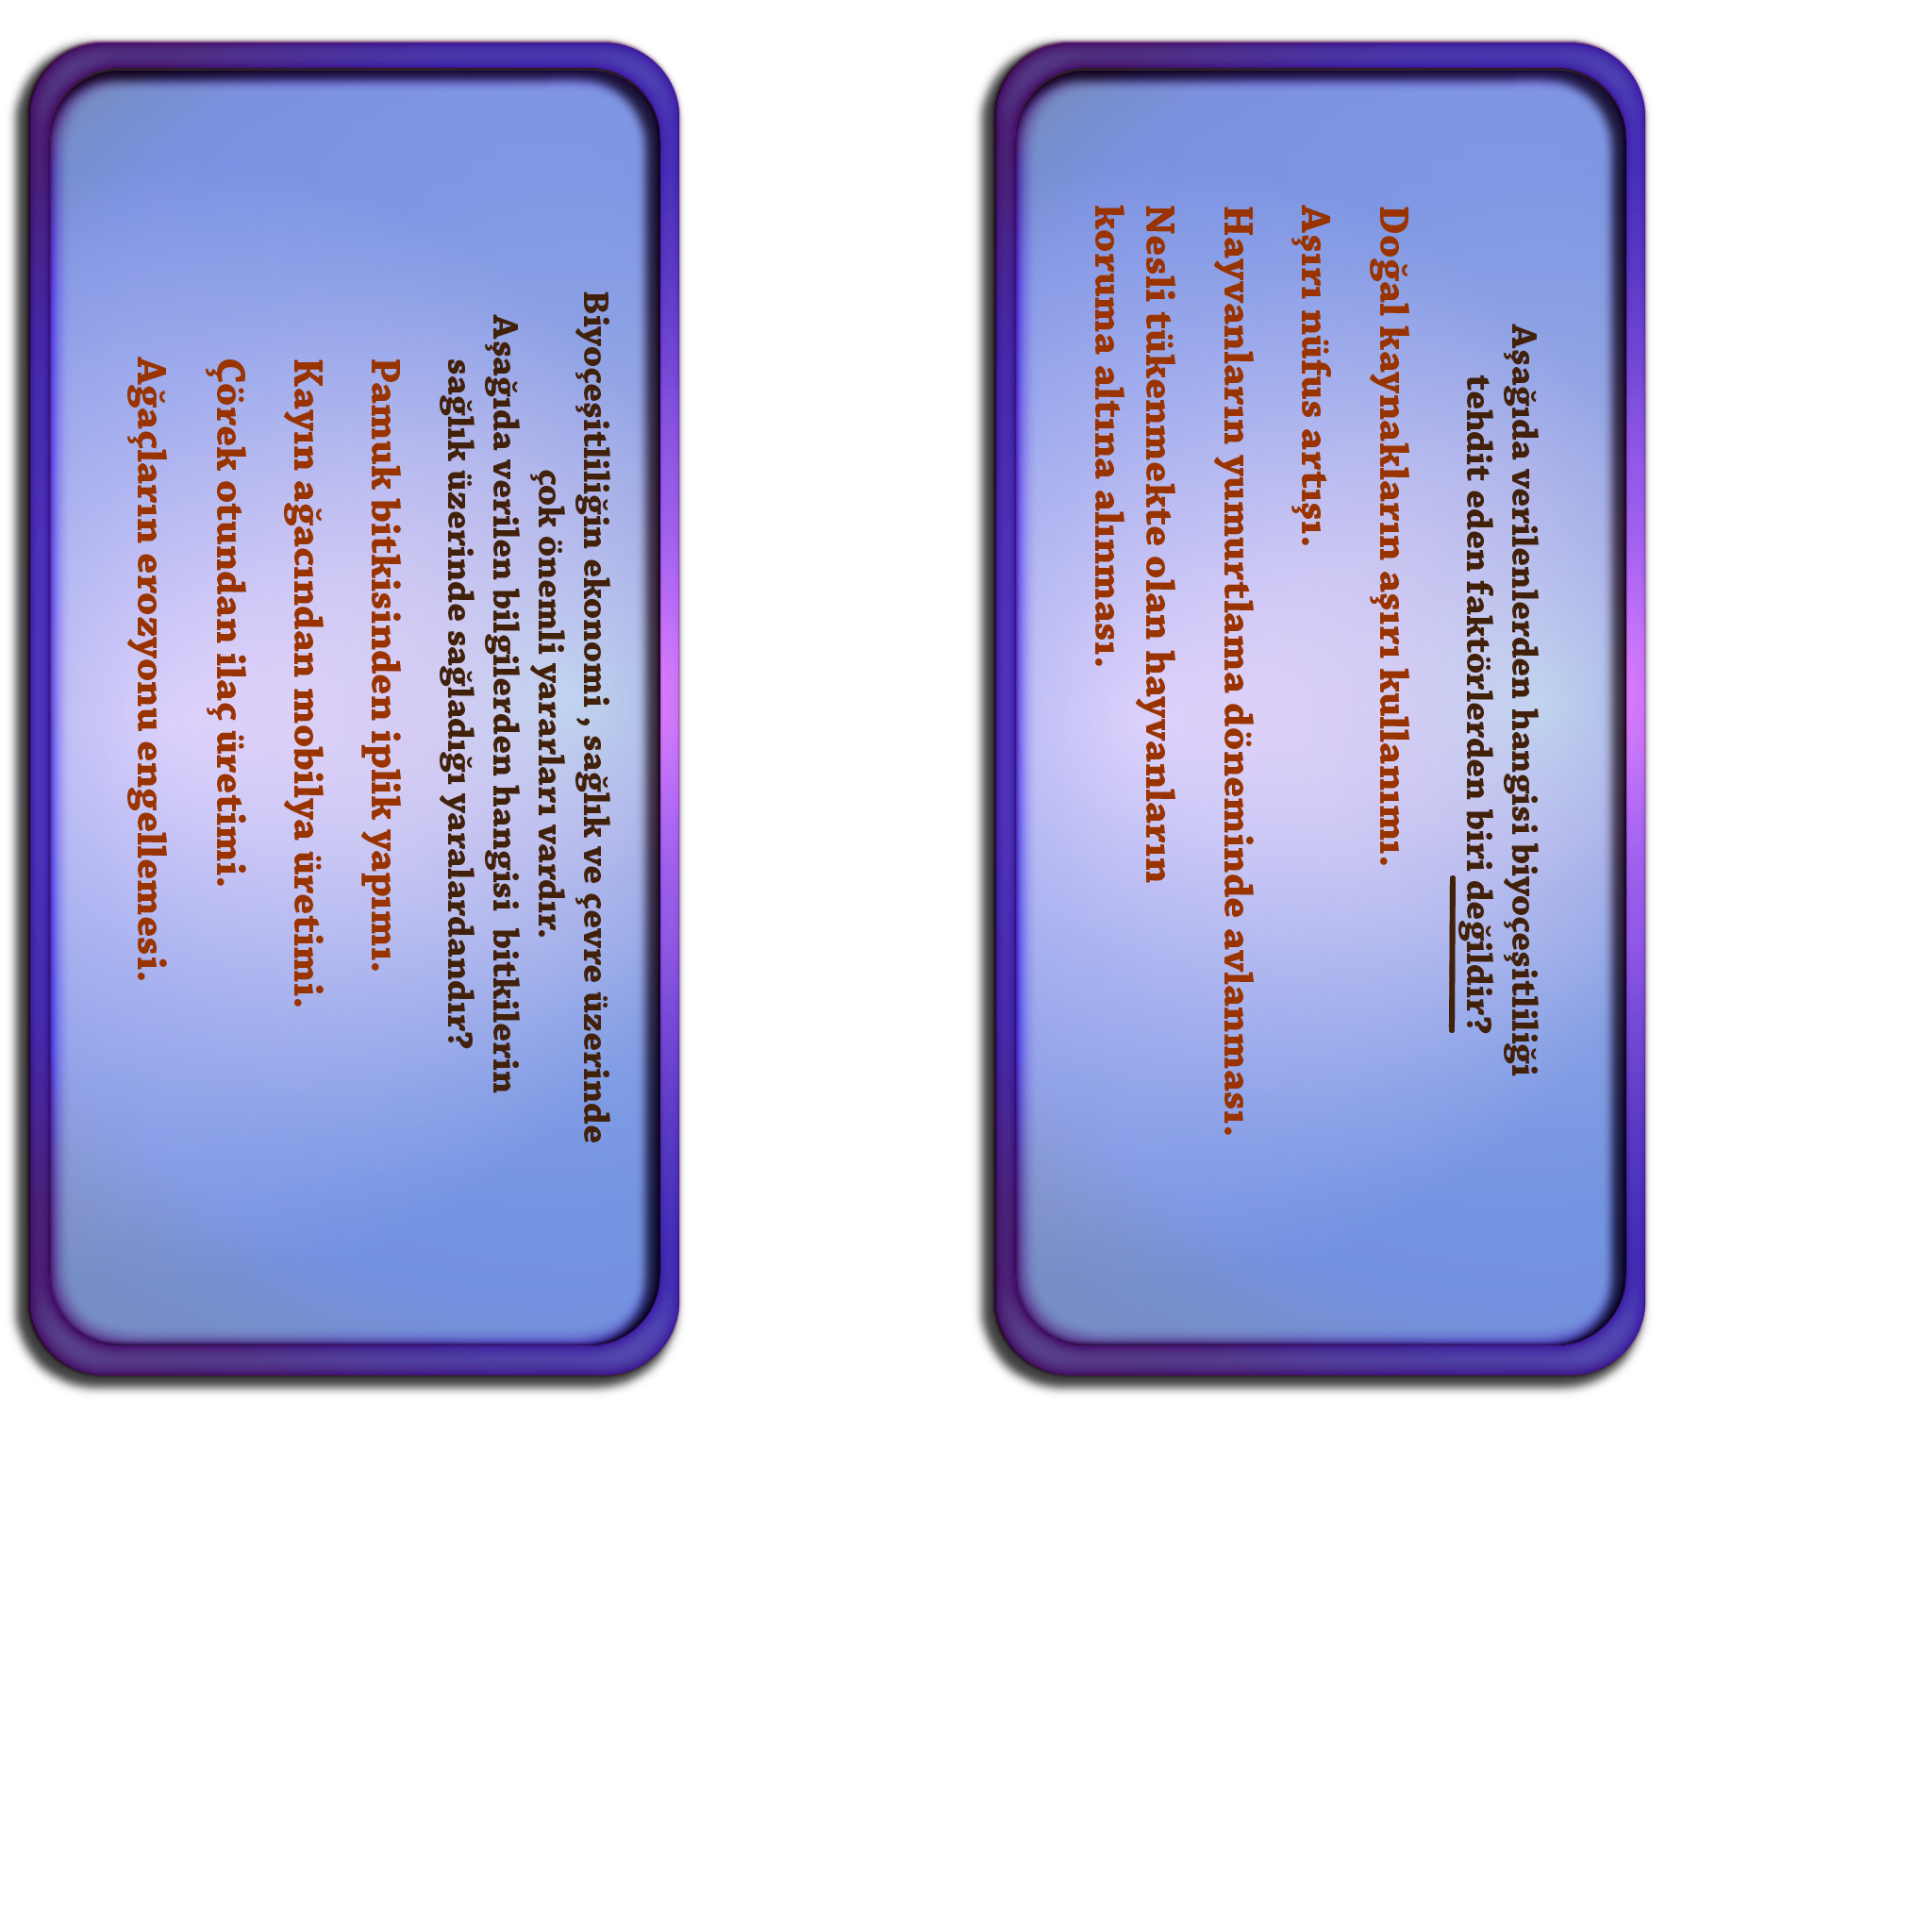 Aşağıda verilenlerden hangisi biyoçeşitliliği
tehdit eden faktörlerden biri değildir?
Doğal kaynakların aşırı kullanımı.
Aşırı nüfus artışı.
Hayvanların yumurtlama döneminde avlanması.
Nesli tükenmekte olan hayvanların
koruma altına alınması.
Biyoçeşitliliğin ekonomi , sağlık ve çevre üzerinde
çok önemli yararları vardır.
Aşağıda verilen bilgilerden hangisi bitkilerin
sağlık üzerinde sağladığı yaralardandır?
Pamuk bitkisinden iplik yapımı.
Kayın ağacından mobilya üretimi.
Çörek otundan ilaç üretimi.
Ağaçların erozyonu engellemesi.